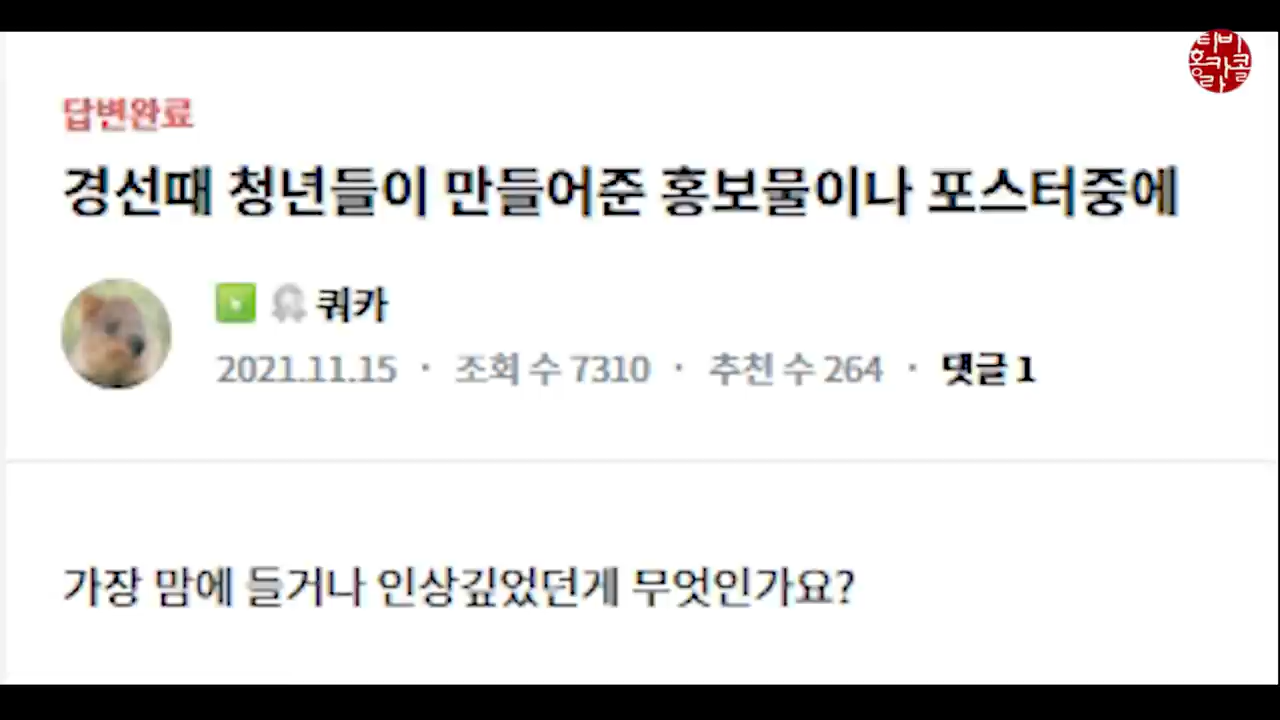 답변완료
경선때 청년들이 만들어준 홍보물이나 포스터중에
쿼카
2021.11.15 · 조회 수 7310 · 추천 수 264 · 댓글 1
가장 맘에 들거나 인상깊었던게 무엇인가요?